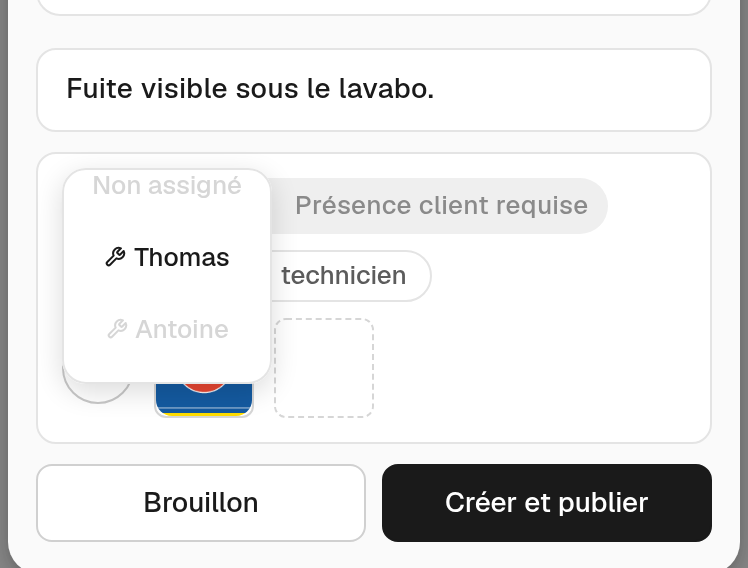 Fuite visible sous le lavabo.
Non assigné
Présence client requise
Thomas
technicien
Antoine
Brouillon
Créer et publier